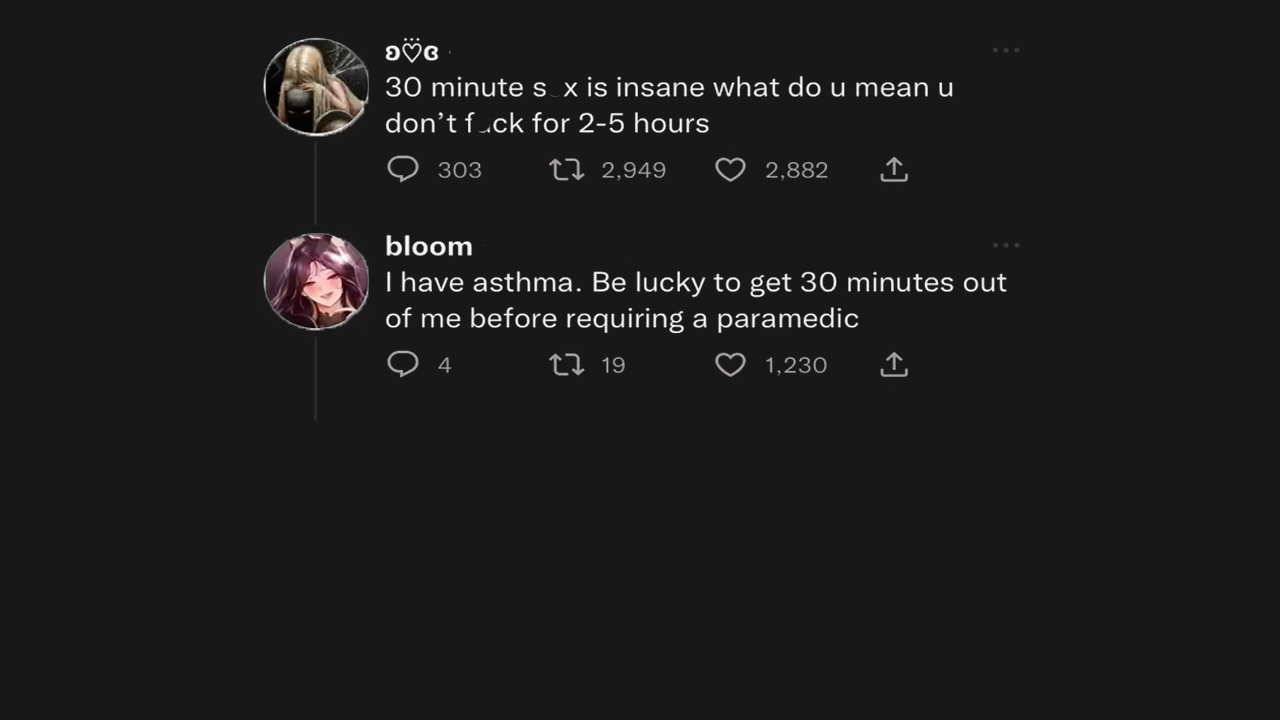 ʚ♡̈ɞ ·
30 minute s_x is insane what do u mean u
don’t f_ck for 2-5 hours
303 2,949 2,882
bloom
I have asthma. Be lucky to get 30 minutes out
of me before requiring a paramedic
4 19 1,230